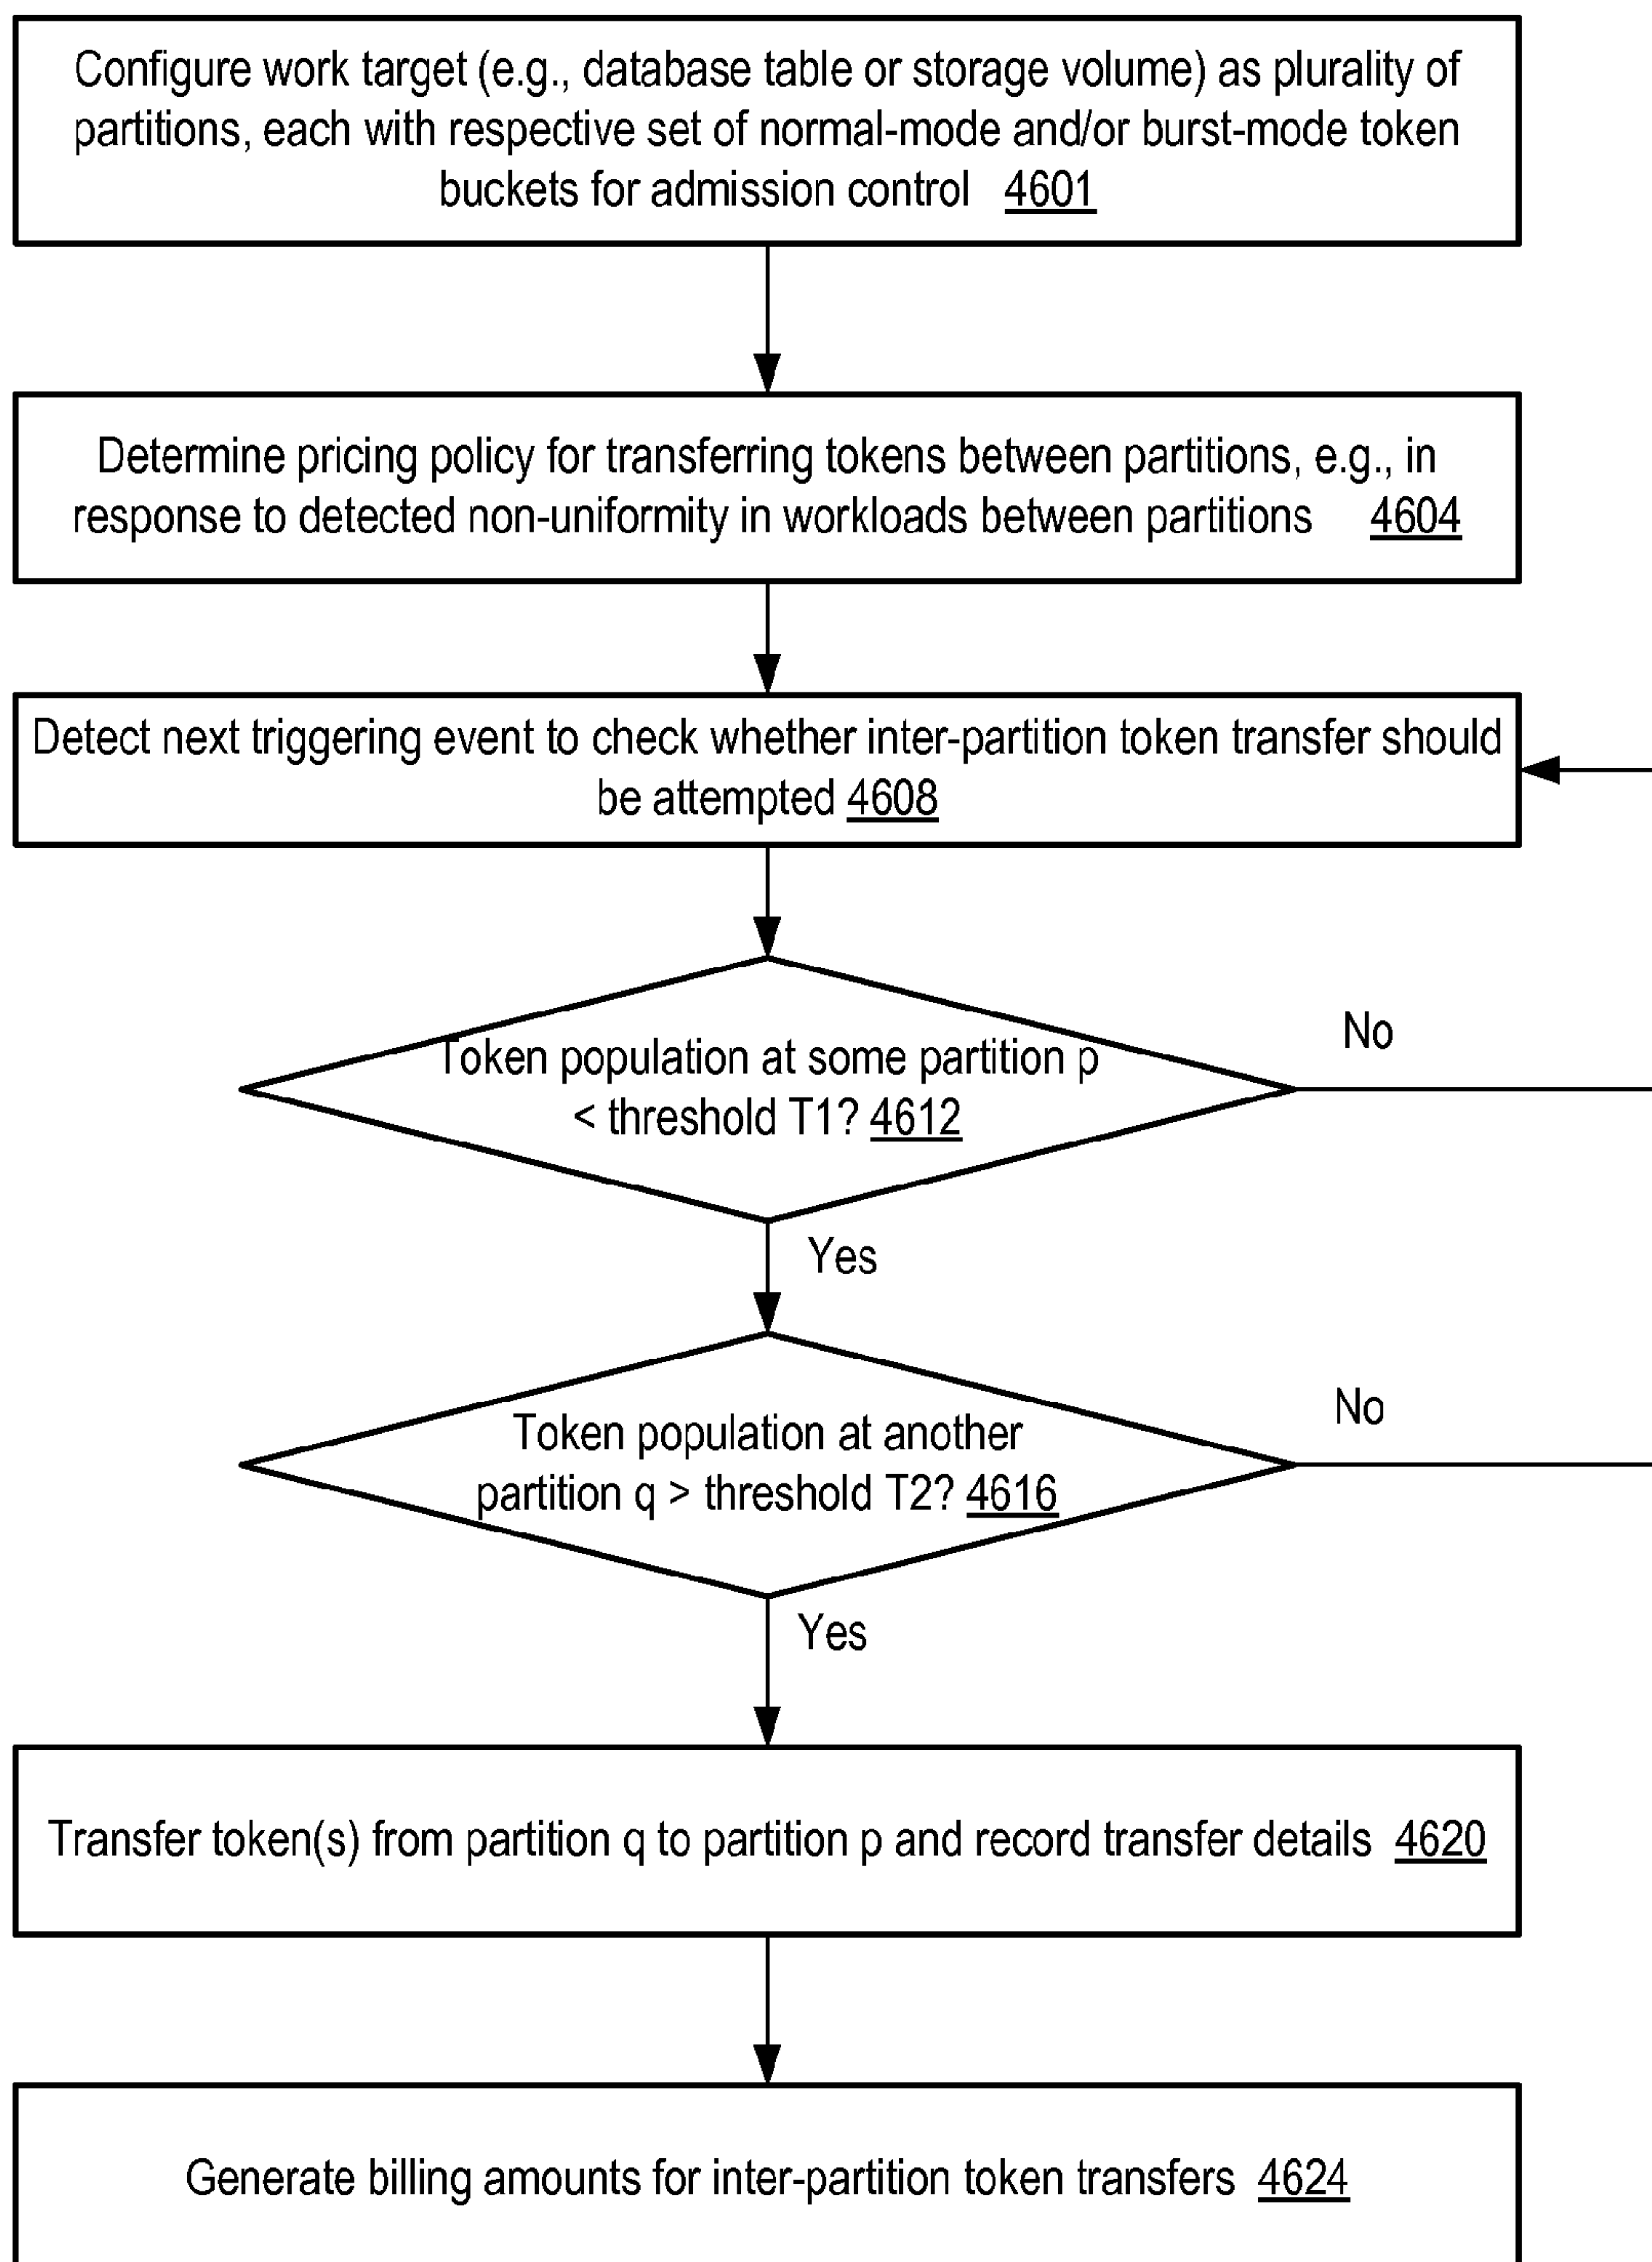 Configure work target (e.g., database table or storage volume) as plurality of
partitions, each with respective set of normal-mode and/or burst-mode token
buckets for admission control 4601
Determine pricing policy for transferring tokens between partitions, e.g., in
response to detected non-uniformity in workloads between partitions 4604
Detect next triggering event to check whether inter-partition token transfer should
be attempted 4608
No
Token population at some partition p
< threshold T1? 4612
Yes
No
Token population at another
partition q > threshold T2? 4616
Yes
Transfer token(s) from partition q to partition p and record transfer details 4620
Generate billing amounts for inter-partition token transfers 4624